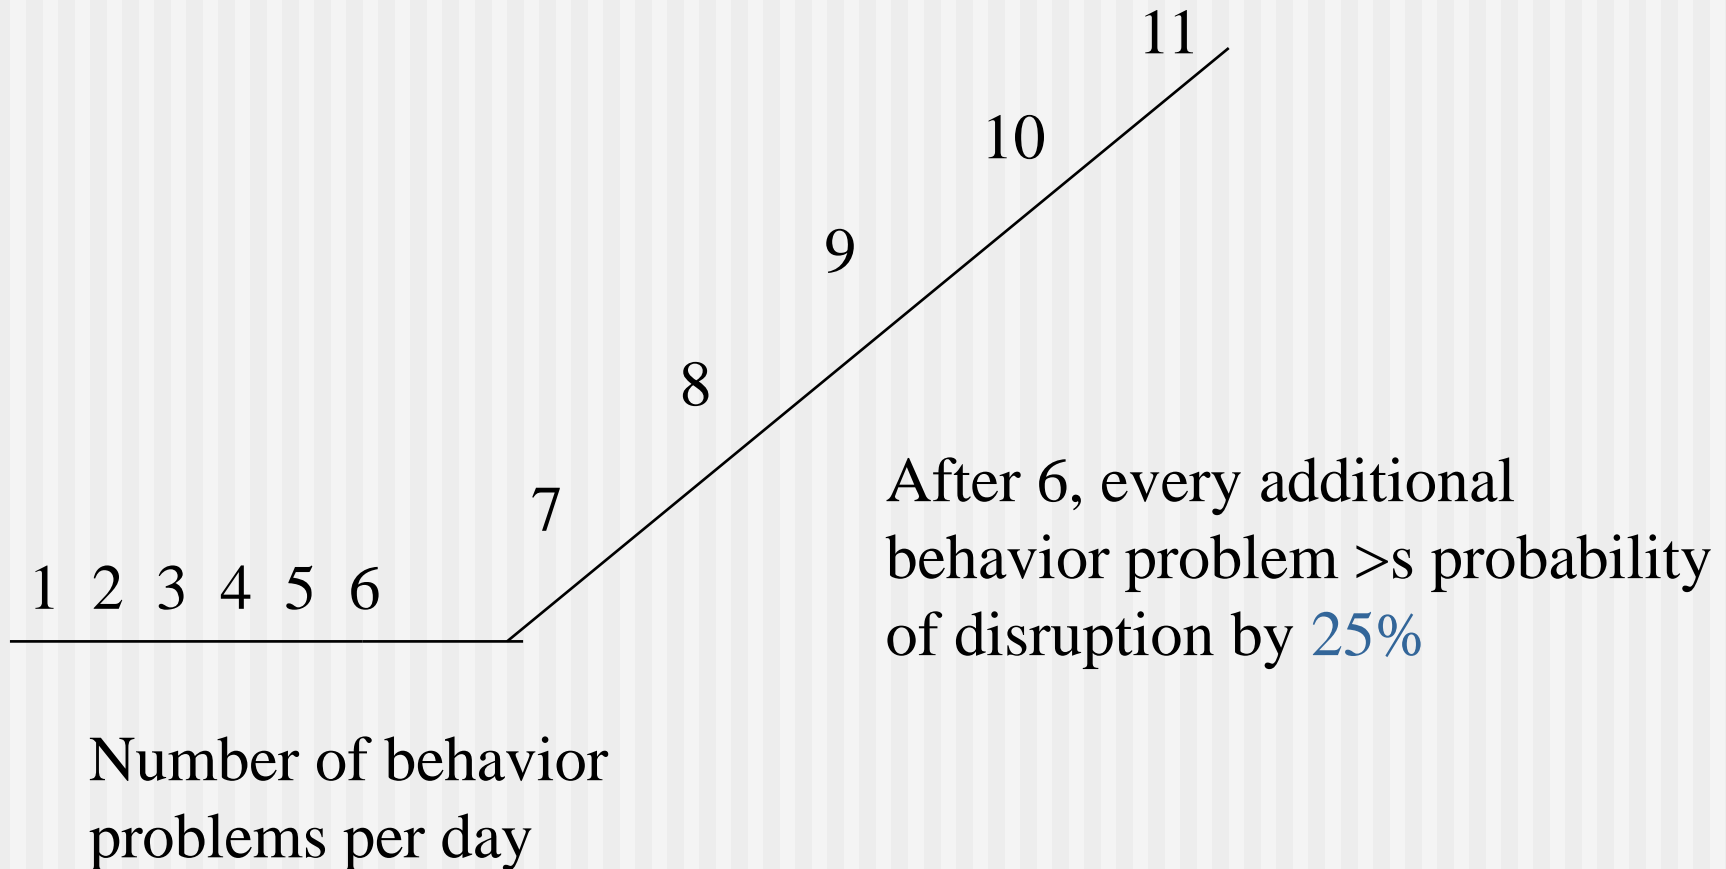 11
10
9
8
7
1 2 3 4 5 6
After 6, every additional
behavior problem >s probability
of disruption by 25%
Number of behavior
problems per day